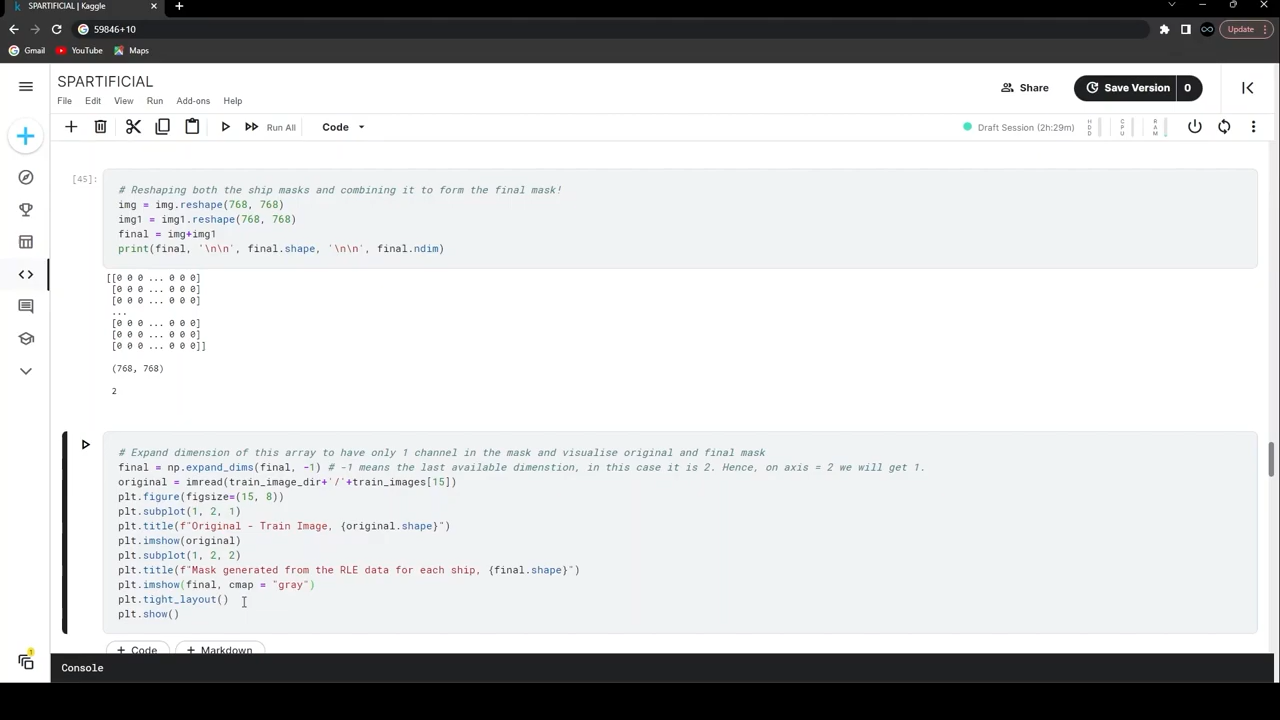 SPARTIFICIAL | Kaggle
59846+10
Update
Gmail YouTube Maps
SPARTIFICIAL
File Edit View Run Add-ons Help
Share
Save Version 0
Run All Code
Draft Session (2h:29m)
HDD
CPU
RAM
[45]:
# Reshaping both the ship masks and combining it to form the final mask!
img = img.reshape(768, 768)
img1 = img1.reshape(768, 768)
final = img+img1
print(final, '\n\n', final.shape, '\n\n', final.ndim)
[[0 0 0 ... 0 0 0]
[0 0 0 ... 0 0 0]
[0 0 0 ... 0 0 0]
...
[0 0 0 ... 0 0 0]
[0 0 0 ... 0 0 0]
[0 0 0 ... 0 0 0]]
(768, 768)
2
# Expand dimension of this array to have only 1 channel in the mask and visualise original and final mask
final = np.expand_dims(final, -1) # -1 means the last available dimenstion, in this case it is 2. Hence, on axis = 2 we will get 1.
original = imread(train_image_dir+'/'+train_images[15])
plt.figure(figsize=(15, 8))
plt.subplot(1, 2, 1)
plt.title(f"Original - Train Image, {original.shape}")
plt.imshow(original)
plt.subplot(1, 2, 2)
plt.title(f"Mask generated from the RLE data for each ship, {final.shape}")
plt.imshow(final, cmap = "gray")
plt.tight_layout()
plt.show()
+ Code + Markdown
1
Console